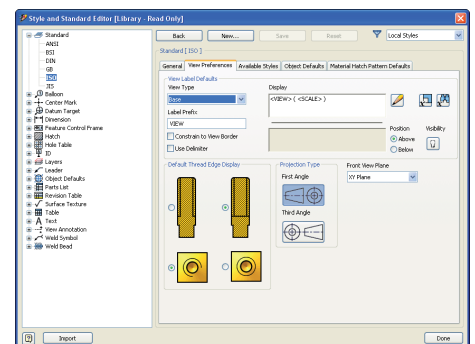 Style and Standard Editor [Library - Read Only]
Back
New...
Save
Reset
Local Styles
Standard [ ISO ]
General
View Preferences
Available Styles
Object Defaults
Material Hatch Pattern Defaults
Standard
ANSI
BSI
DIN
GB
ISO
JIS
Balloon
Center Mark
Datum Target
Dimension
Feature Control Frame
Hatch
Hole Table
ID
Layers
Leader
Object Defaults
Parts List
Revision Table
Surface Texture
Table
Text
View Annotation
Weld Symbol
Weld Bead
View Label Defaults
View Type
Base
Label Prefix
VIEW
Constrain to View Border
Use Delimiter
Display
<VIEW> ( <SCALE> )
Position
Above
Below
Visibility
Default Thread Edge Display
Projection Type
First Angle
Third Angle
Front View Plane
XY Plane
?
Import
Done